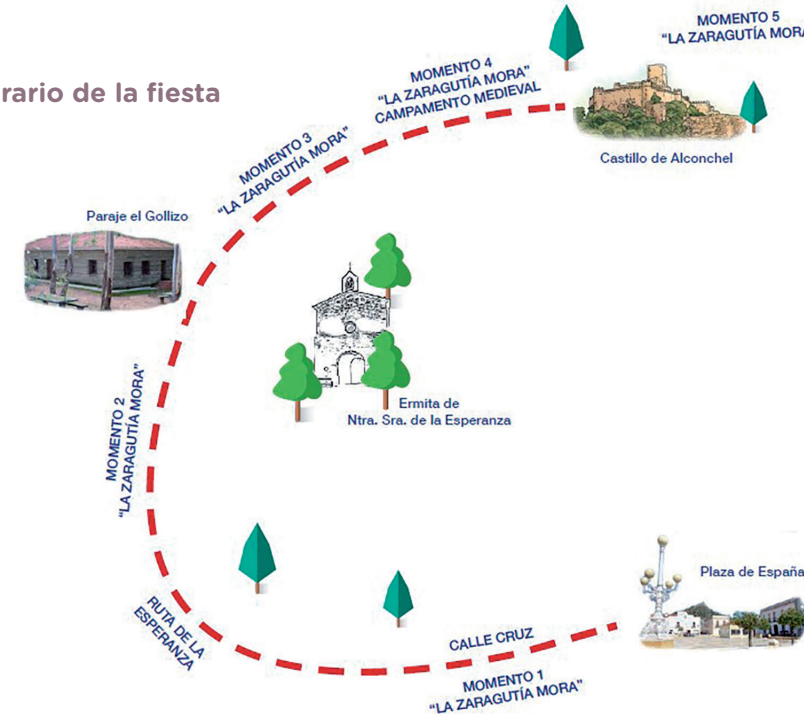 rario de la fiesta
MOMENTO 5
"LA ZARAGUTÍA MORA
MOMENTO 4
"LA ZARAGUTÍA MORA"
CAMPAMENTO MEDIEVAL
Castillo de Alconchel
MOMENTO 3
"LA ZARAGUTÍA MORA"
Paraje el Gollizo
Ermita de
Ntra. Sra. de la Esperanza
MOMENTO 2
"LA ZARAGUTÍA MORA"
Plaza de España
RUTA DE LA
ESPERANZA
CALLE CRUZ
MOMENTO 1
"LA ZARAGUTÍA MORA"